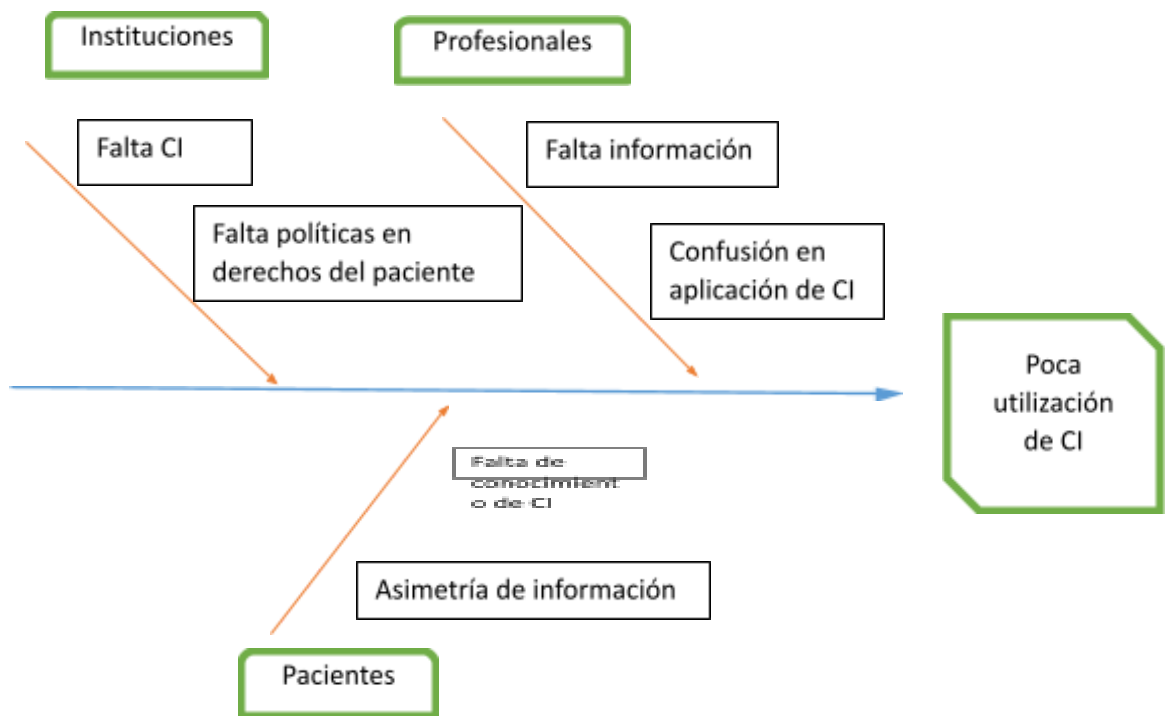 Instituciones
Profesionales
Falta CI
Falta información
Falta políticas en
derechos del paciente
Confusión en
aplicación de CI
Poca
utilización
de CI
Falta de
conocimient
o de CI
Asimetría de información
Pacientes